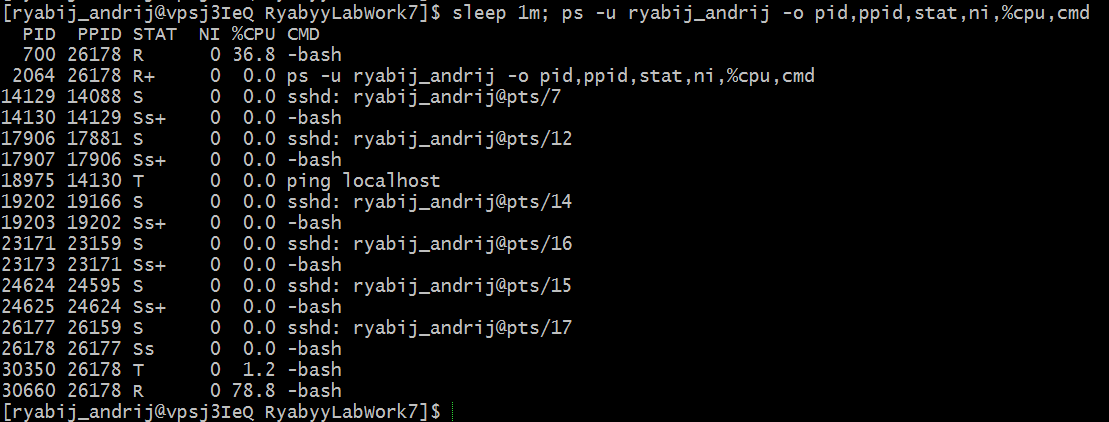 [ryabij_andrij@vpsj3IeQ RyabyyLabWork7]$ sleep 1m; ps -u ryabij_andrij -o pid,ppid,stat,ni,%cpu,cmd
  PID  PPID STAT  NI %CPU CMD
  700 26178 R      0 36.8 -bash
 2064 26178 R+     0  0.0 ps -u ryabij_andrij -o pid,ppid,stat,ni,%cpu,cmd
14129 14088 S      0  0.0 sshd: ryabij_andrij@pts/7
14130 14129 Ss+    0  0.0 -bash
17906 17881 S      0  0.0 sshd: ryabij_andrij@pts/12
17907 17906 Ss+    0  0.0 -bash
18975 14130 T      0  0.0 ping localhost
19202 19166 S      0  0.0 sshd: ryabij_andrij@pts/14
19203 19202 Ss+    0  0.0 -bash
23171 23159 S      0  0.0 sshd: ryabij_andrij@pts/16
23173 23171 Ss+    0  0.0 -bash
24624 24595 S      0  0.0 sshd: ryabij_andrij@pts/15
24625 24624 Ss+    0  0.0 -bash
26177 26159 S      0  0.0 sshd: ryabij_andrij@pts/17
26178 26177 Ss     0  0.0 -bash
30350 26178 T      0  1.2 -bash
30660 26178 R      0 78.8 -bash
[ryabij_andrij@vpsj3IeQ RyabyyLabWork7]$